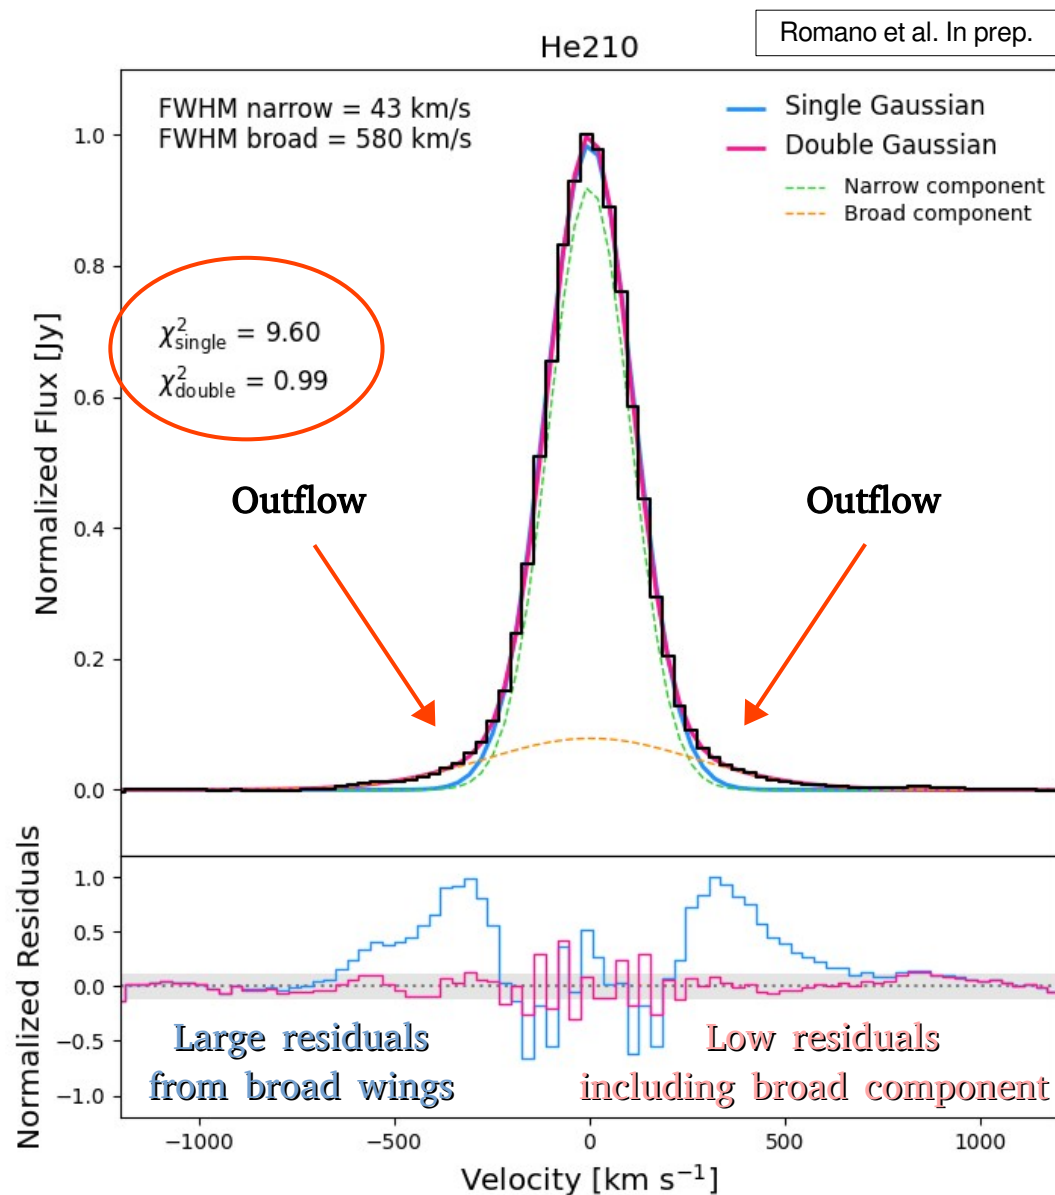 Romano et al. In prep.
He210
FWHM narrow = 43 km/s
FWHM broad = 580 km/s
Single Gaussian
Double Gaussian
Narrow component
Broad component
χ²single = 9.60
χ²double = 0.99
Outflow
Outflow
Normalized Flux [Jy]
1.0
0.8
0.6
0.4
0.2
0.0
Normalized Residuals
1.0
0.5
0.0
−0.5
−1.0
Large residuals
from broad wings
Low residuals
including broad component
−1000
−500
0
500
1000
Velocity [km s⁻¹]